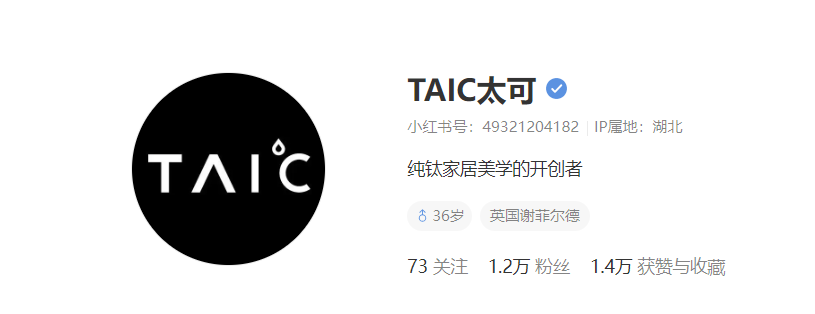 TAIC
TAIC太可
小红书号：49321204182 IP属地：湖北
纯钛家居美学的开创者
36岁 英国谢菲尔德
73 关注 1.2万 粉丝 1.4万 获赞与收藏